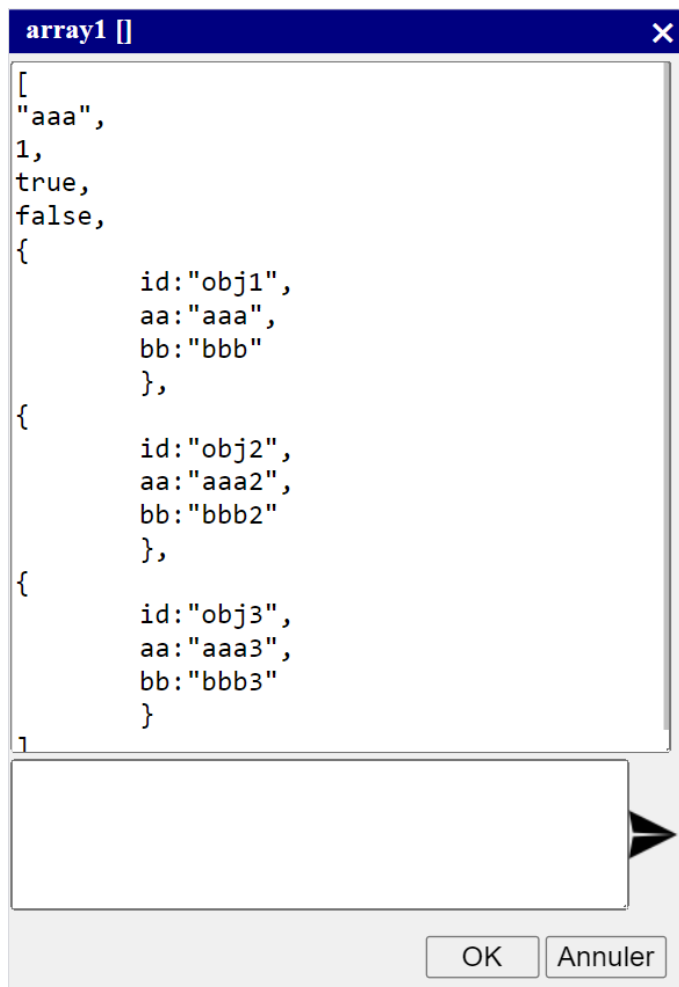 array1 []
[
"aaa",
1,
true,
false,
{
id:"obj1",
aa:"aaa",
bb:"bbb"
},
{
id:"obj2",
aa:"aaa2",
bb:"bbb2"
},
{
id:"obj3",
aa:"aaa3",
bb:"bbb3"
}
]
OK Annuler